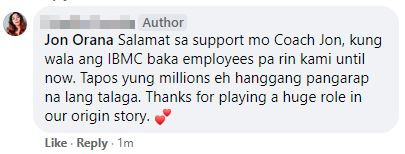 Author
Jon Orana Salamat sa support mo Coach Jon, kung
wala ang IBMC baka employees pa rin kami until
now. Tapos yung millions eh hanggang pangarap
na lang talaga. Thanks for playing a huge role in
our origin story. 💕
Like · Reply · 1m